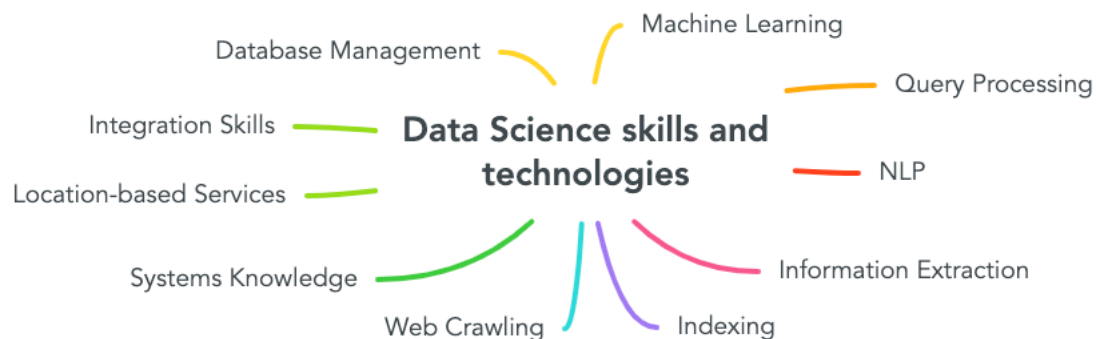 Machine Learning
Database Management
Query Processing
Integration Skills
Data Science skills and
technologies
NLP
Location-based Services
Systems Knowledge
Information Extraction
Web Crawling
Indexing